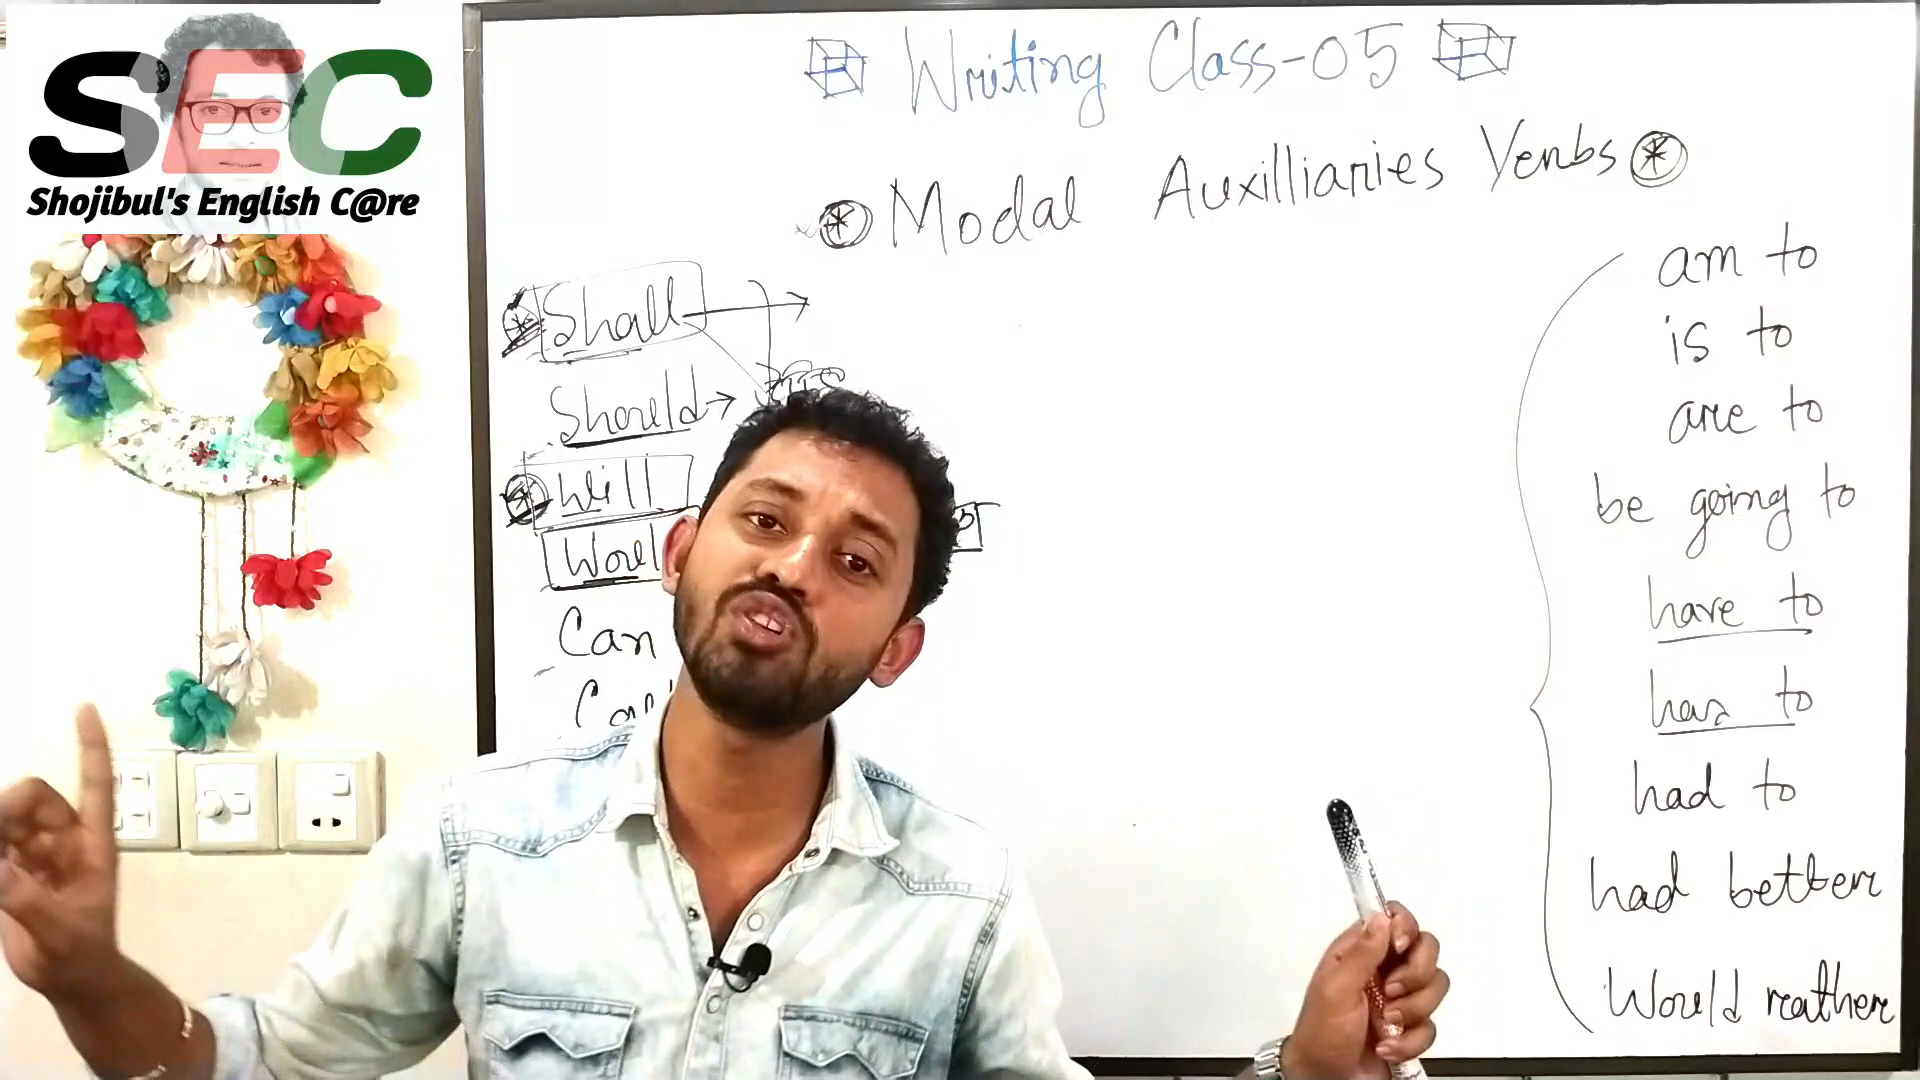 SEC
Shojibul's English C@re
Writing Class-05
Modal Auxilliaries Verbs
Shall
Should
Will
Woul
Can
am to
is to
are to
be going to
have to
has to
had to
had better
Would rather